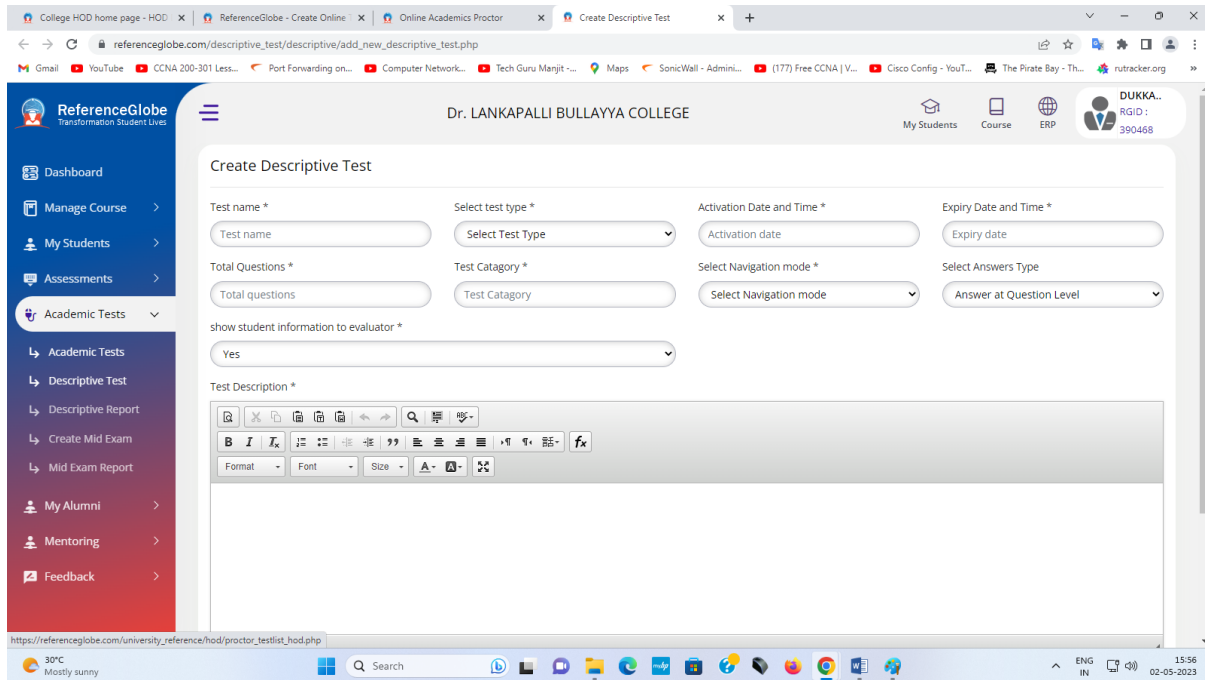 College HOD home page - HOD
ReferenceGlobe - Create Online T
Online Academics Proctor
Create Descriptive Test
referenceglobe.com/descriptive_test/descriptive/add_new_descriptive_test.php
Gmail
YouTube
CCNA 200-301 Less...
Port Forwarding on...
Computer Network...
Tech Guru Manjit -...
Maps
SonicWall - Admini...
(177) Free CCNA | V...
Cisco Config - YouT...
The Pirate Bay - Th...
rutracker.org
»
ReferenceGlobe
Transformation Student Lives
Dr. LANKAPALLI BULLAYYA COLLEGE
My Students
Course
ERP
DUKKA..
RGID :
390468
Dashboard
Manage Course
My Students
Assessments
Academic Tests
Academic Tests
Descriptive Test
Descriptive Report
Create Mid Exam
Mid Exam Report
My Alumni
Mentoring
Feedback
Create Descriptive Test
Test name *
Select test type *
Activation Date and Time *
Expiry Date and Time *
Test name
Select Test Type
Activation date
Expiry date
Total Questions *
Test Catagory *
Select Navigation mode *
Select Answers Type
Total questions
Test Catagory
Select Navigation mode
Answer at Question Level
show student information to evaluator *
Yes
Test Description *
Format
Font
Size
https://referenceglobe.com/university_reference/hod/proctor_testlist_hod.php
30°C
Mostly sunny
Search
ENG
IN
15:56
02-05-2023